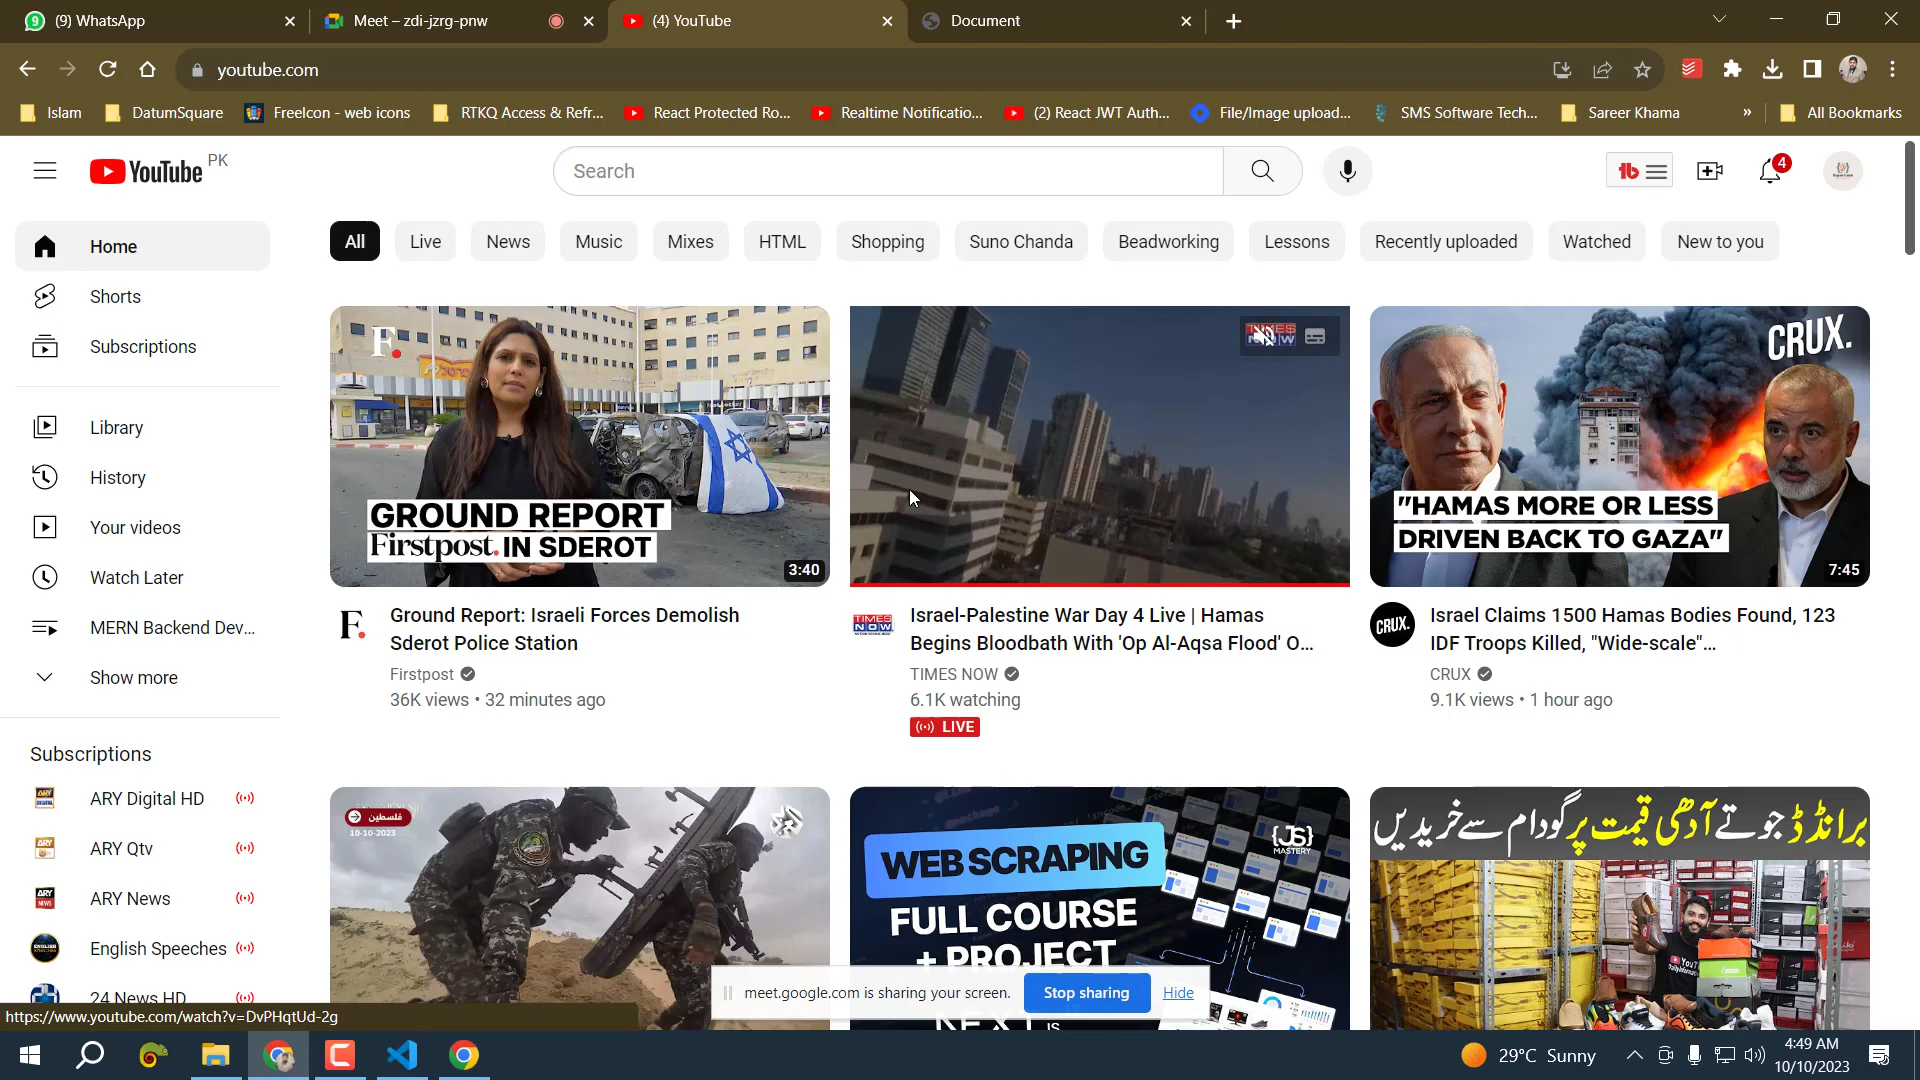 (9) WhatsApp
Meet – zdi-jzrg-pnw
(4) YouTube
Document
youtube.com
Islam
DatumSquare
FreeIcon - web icons
RTKQ Access & Refr...
React Protected Ro...
Realtime Notificatio...
(2) React JWT Auth...
File/Image upload...
SMS Software Tech...
Sareer Khama
»
All Bookmarks
YouTube PK
Search
4
All
Live
News
Music
Mixes
HTML
Shopping
Suno Chanda
Beadworking
Lessons
Recently uploaded
Watched
New to you
Home
Shorts
Subscriptions
Library
History
Your videos
Watch Later
MERN Backend Dev...
Show more
Subscriptions
ARY Digital HD
ARY Qtv
ARY News
English Speeches
24 News HD
F.
GROUND REPORT
Firstpost. IN SDEROT
3:40
F.
Ground Report: Israeli Forces Demolish
Sderot Police Station
Firstpost
36K views • 32 minutes ago
TIMES NOW
TIMES NOW
Israel-Palestine War Day 4 Live | Hamas
Begins Bloodbath With 'Op Al-Aqsa Flood' O...
TIMES NOW
6.1K watching
LIVE
CRUX.
"HAMAS MORE OR LESS
DRIVEN BACK TO GAZA"
7:45
CRUX.
Israel Claims 1500 Hamas Bodies Found, 123
IDF Troops Killed, "Wide-scale"...
CRUX
9.1K views • 1 hour ago
فلسطين
10-10-2023
{JS}
MASTERY
WEB SCRAPING
FULL COURSE
+ PROJECT
برانڈڈ جوتے آدھی قیمت پر گودام سے خریدیں
meet.google.com is sharing your screen.
Stop sharing
Hide
https://www.youtube.com/watch?v=DvPHqtUd-2g
29°C Sunny
4:49 AM
10/10/2023